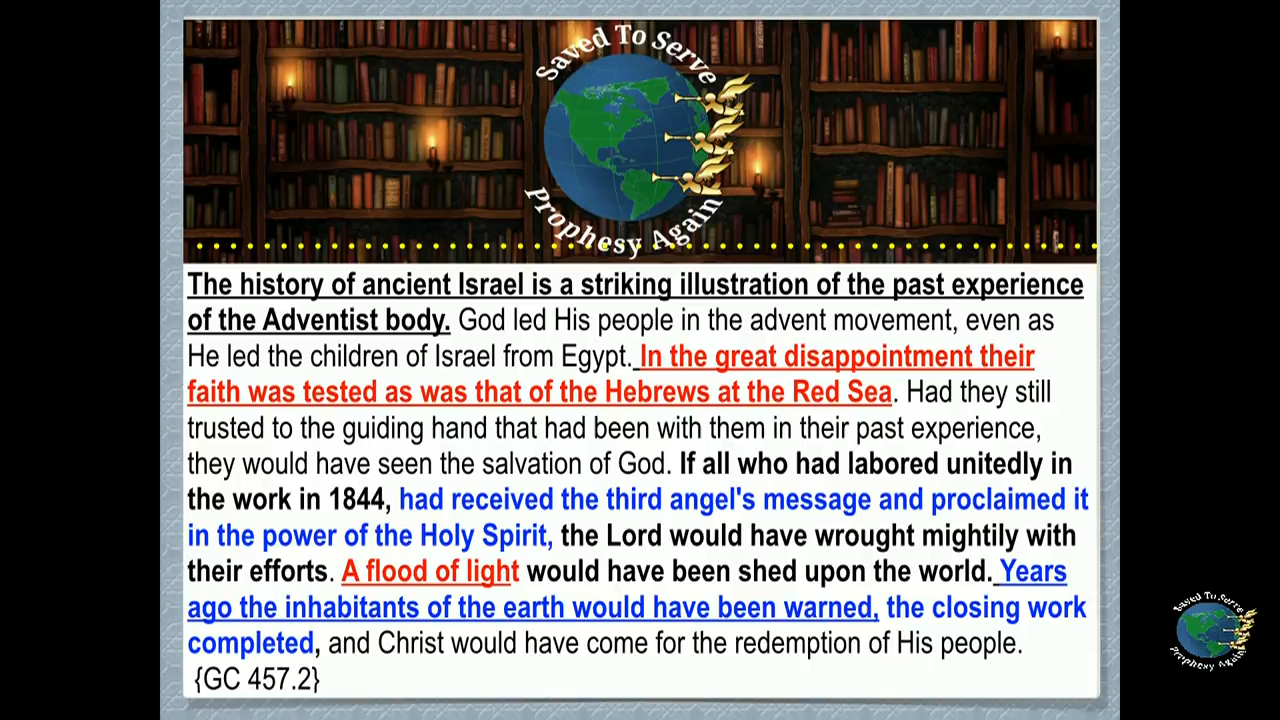 Saved To Serve
Prophesy Again
The history of ancient Israel is a striking illustration of the past experience
of the Adventist body. God led His people in the advent movement, even as
He led the children of Israel from Egypt. In the great disappointment their
faith was tested as was that of the Hebrews at the Red Sea. Had they still
trusted to the guiding hand that had been with them in their past experience,
they would have seen the salvation of God. If all who had labored unitedly in
the work in 1844, had received the third angel's message and proclaimed it
in the power of the Holy Spirit, the Lord would have wrought mightily with
their efforts. A flood of light would have been shed upon the world. Years
ago the inhabitants of the earth would have been warned, the closing work
completed, and Christ would have come for the redemption of His people.
{GC 457.2}
Saved To Serve
Prophesy Again